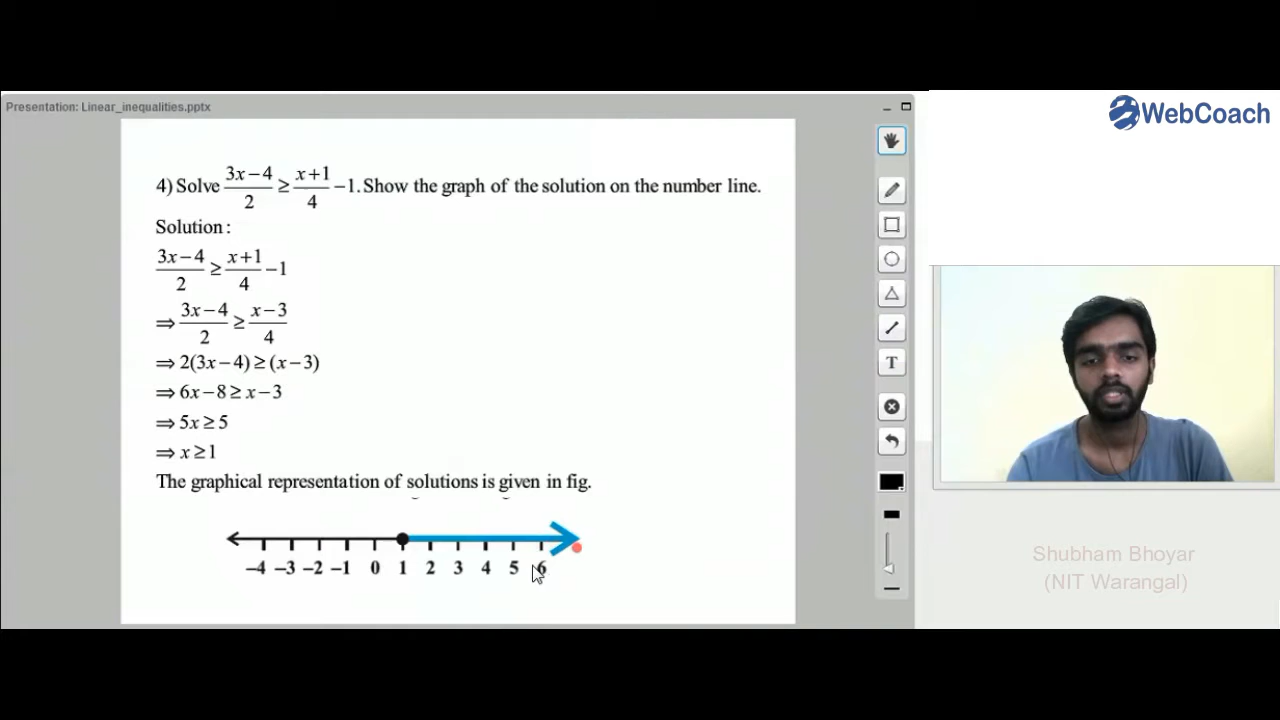 Presentation: Linear_inequalities.pptx
WebCoach
4) Solve (3x−4)/2 ≥ (x+1)/4 −1. Show the graph of the solution on the number line.
Solution :
(3x−4)/2 ≥ (x+1)/4 −1
⇒ (3x−4)/2 ≥ (x−3)/4
⇒ 2(3x−4) ≥ (x−3)
⇒ 6x−8 ≥ x−3
⇒ 5x ≥ 5
⇒ x ≥ 1
The graphical representation of solutions is given in fig.
−4 −3 −2 −1 0 1 2 3 4 5 6
T
Shubham Bhoyar
(NIT Warangal)